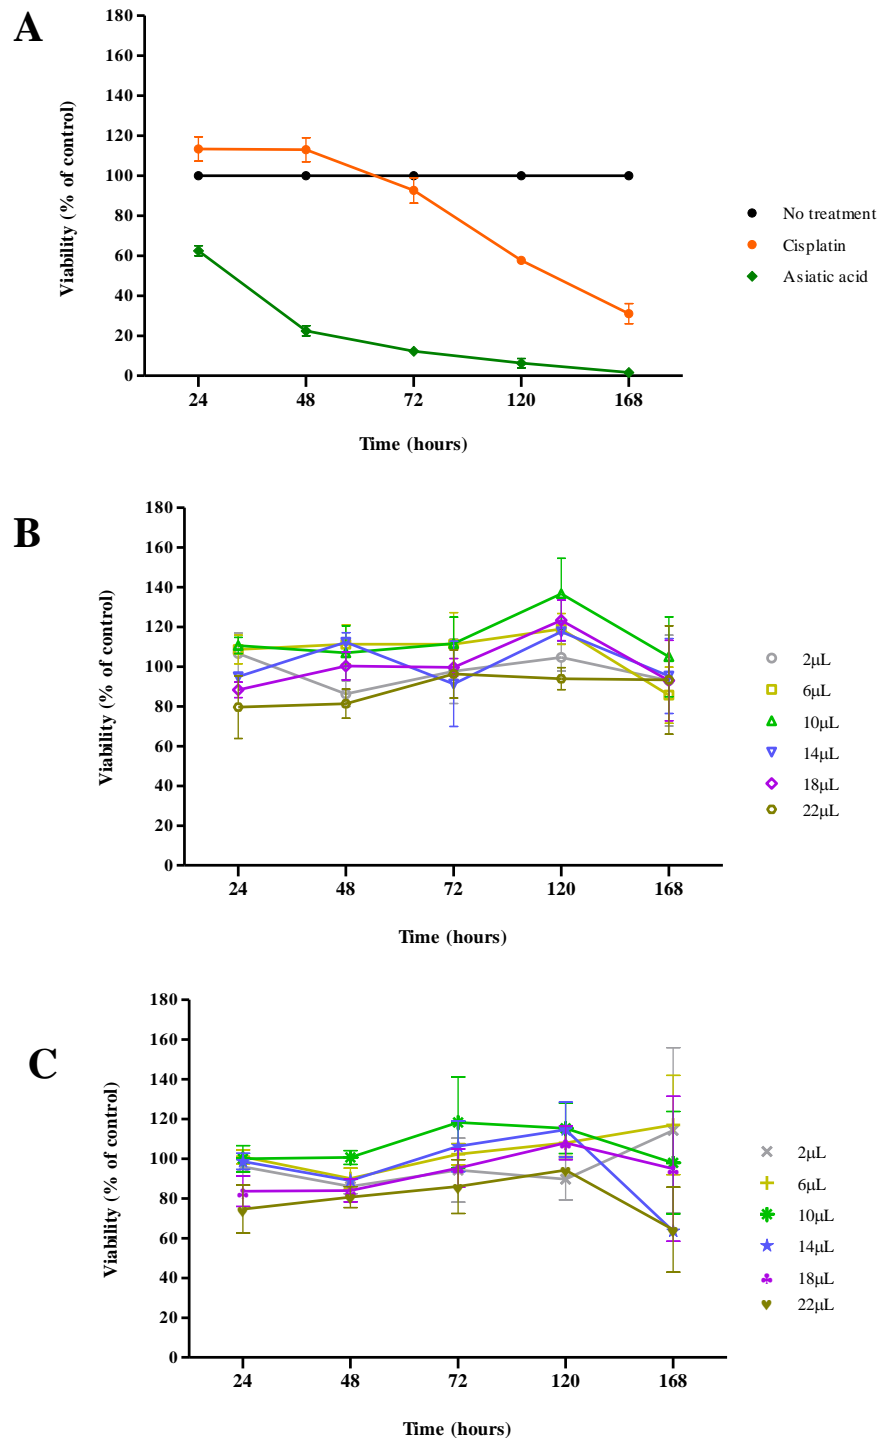 A
180
160
140
120
100
80
60
40
20
0
Viability (% of control)
24 48 72 120 168
Time (hours)
No treatment
Cisplatin
Asiatic acid
B
180
160
140
120
100
80
60
40
20
0
Viability (% of control)
24 48 72 120 168
Time (hours)
2μL
6μL
10μL
14μL
18μL
22μL
C
180
160
140
120
100
80
60
40
20
0
Viability (% of control)
24 48 72 120 168
Time (hours)
2μL
6μL
10μL
14μL
18μL
22μL